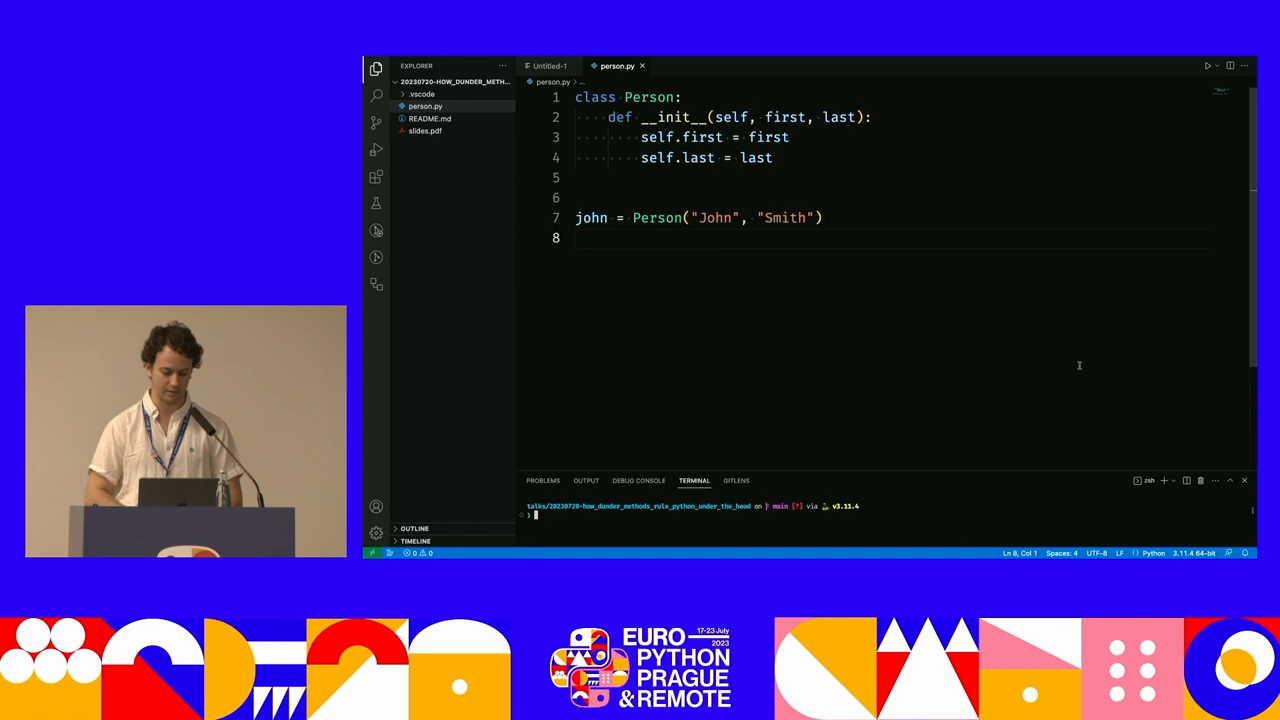 EXPLORER
20230720-HOW_DUNDER_METH...
.vscode
person.py
README.md
slides.pdf
OUTLINE
TIMELINE
Untitled-1
person.py
person.py > ...
1 class Person:
2 def __init__(self, first, last):
3 self.first = first
4 self.last = last
5
6
7 john = Person("John", "Smith")
8
PROBLEMS OUTPUT DEBUG CONSOLE TERMINAL GITLENS
zsh
talks/20230720-how_dunder_methods_rule_python_under_the_hood on main [?] via v3.11.4
0 0
Ln 8, Col 1 Spaces: 4 UTF-8 LF Python 3.11.4 64-bit
EURO 17-23 July 2023
PYTHON
PRAGUE
& REMOTE